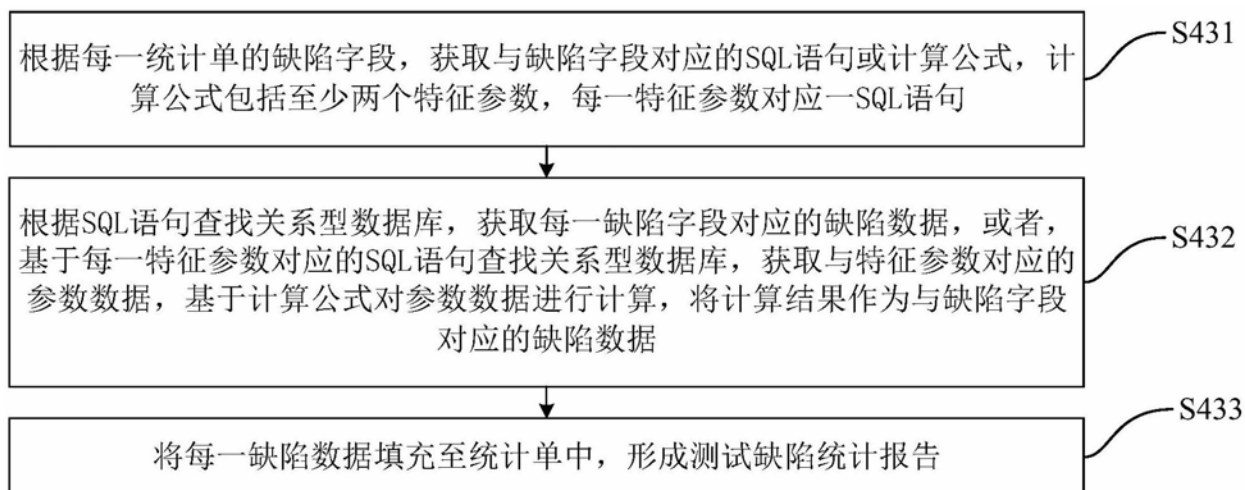 根据每一统计单的缺陷字段，获取与缺陷字段对应的SQL语句或计算公式，计
算公式包括至少两个特征参数，每一特征参数对应一SQL语句
S431
根据SQL语句查找关系型数据库，获取每一缺陷字段对应的缺陷数据，或者，
基于每一特征参数对应的SQL语句查找关系型数据库，获取与特征参数对应的
参数数据，基于计算公式对参数数据进行计算，将计算结果作为与缺陷字段
对应的缺陷数据
S432
将每一缺陷数据填充至统计单中，形成测试缺陷统计报告
S433